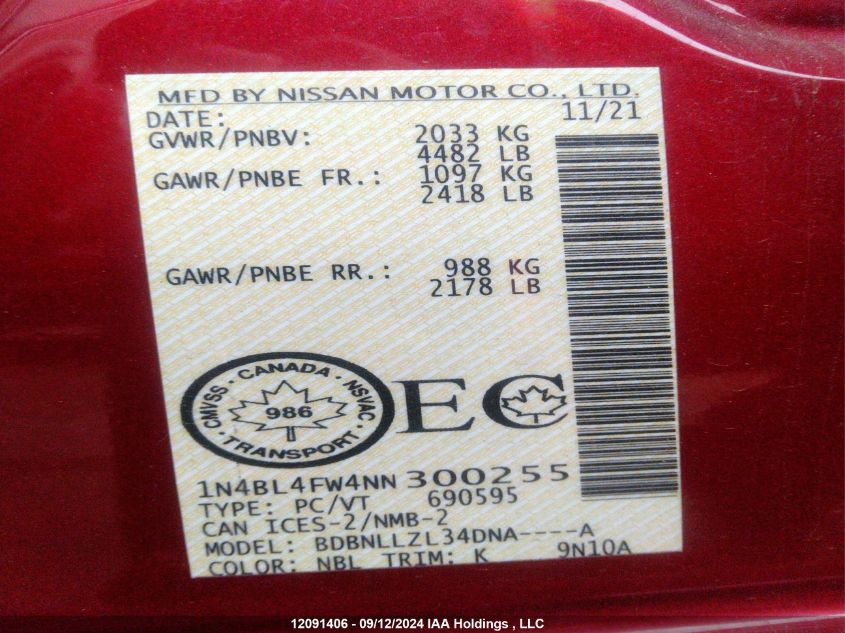 MFD BY NISSAN MOTOR CO., LTD.
DATE: 11/21
GVWR/PNBV: 2033 KG
4482 LB
GAWR/PNBE FR.: 1097 KG
2418 LB
GAWR/PNBE RR.: 988 KG
2178 LB
CMVSS · CANADA · NSVAC · TRANSPORT ·
986
EC
1N4BL4FW4NN300255
TYPE: PC/VT 690595
CAN ICES-2/NMB-2
MODEL: BDBNLLZL34DNA----A
COLOR: NBL TRIM: K 9N10A
12091406 - 09/12/2024 IAA Holdings , LLC